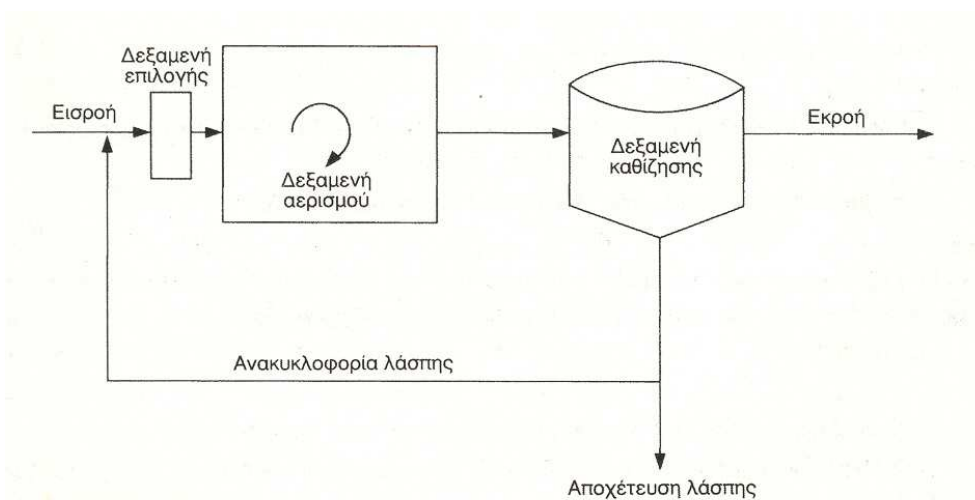 Δεξαμενή
επιλογής
Εισροή
Δεξαμενή
αερισμού
Δεξαμενή
καθίζησης
Εκροή
Ανακυκλοφορία λάσπης
Αποχέτευση λάσπης